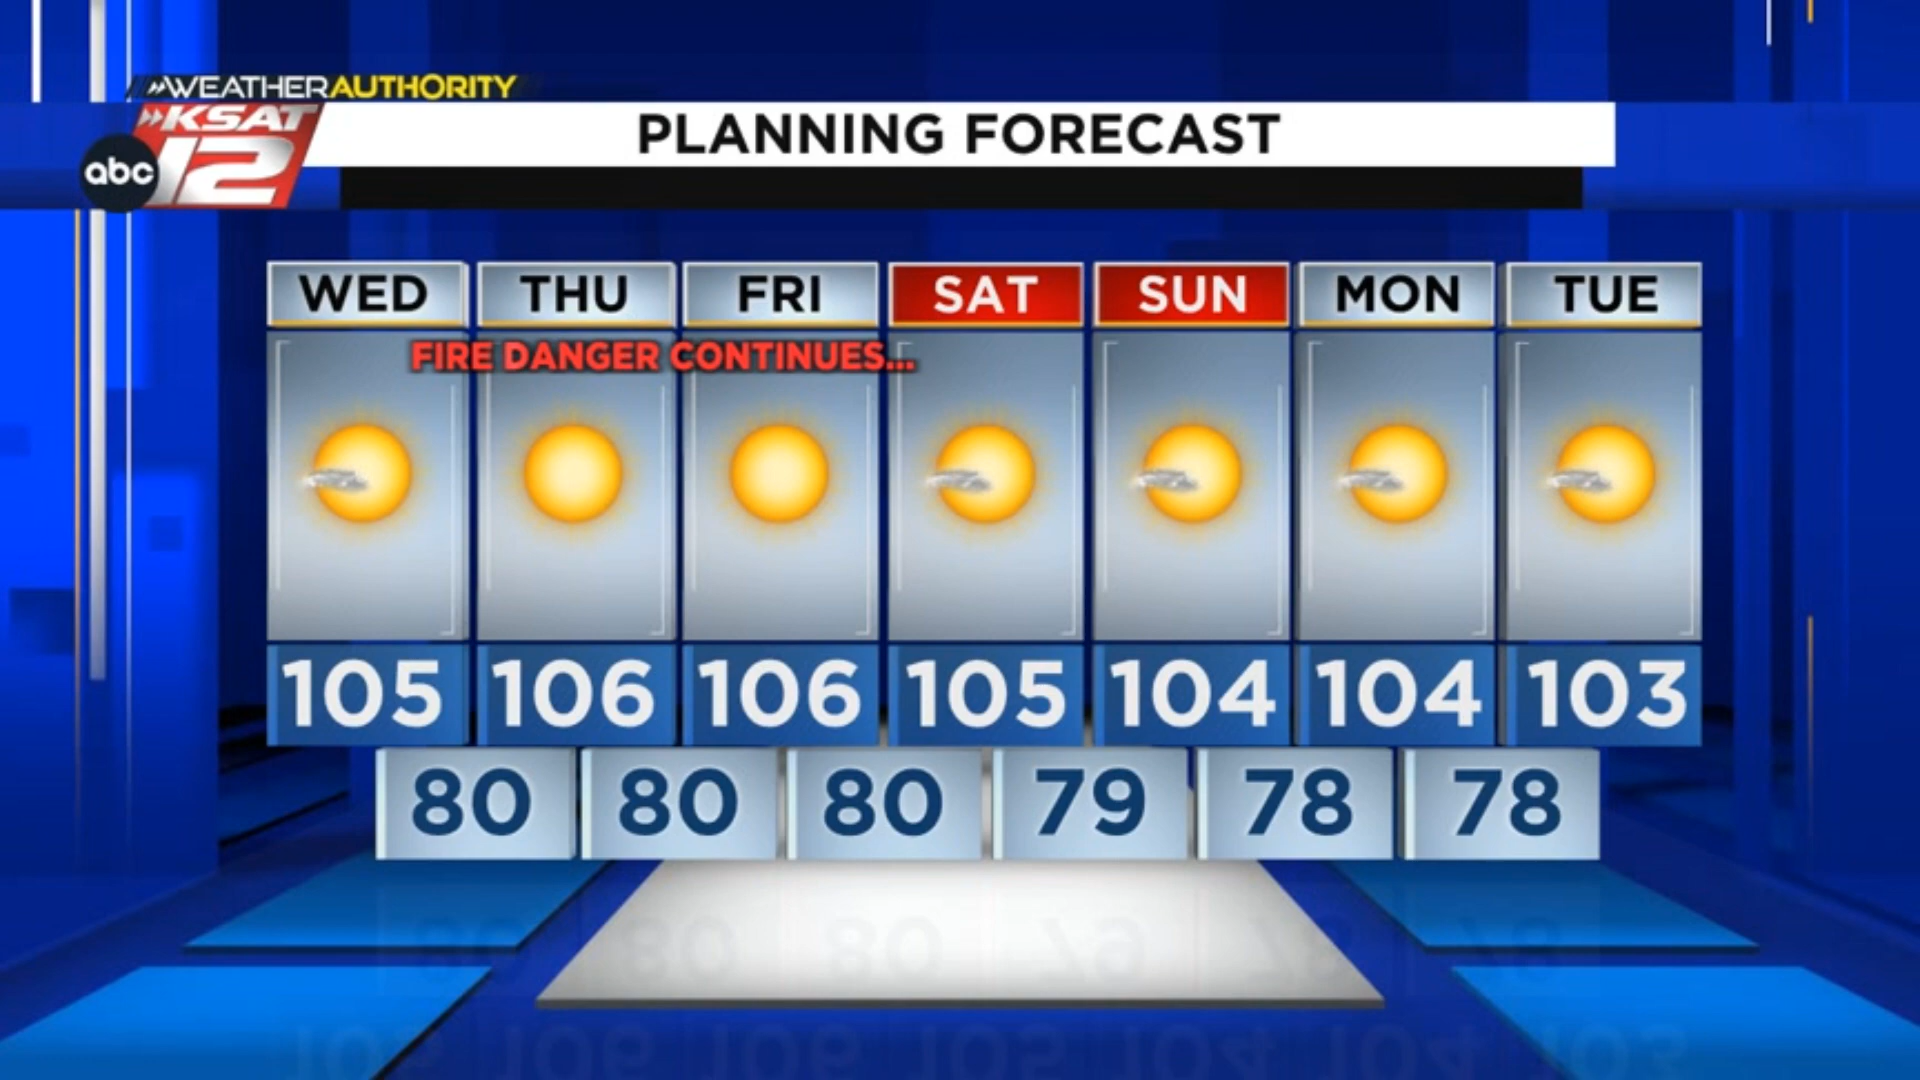 WEATHERAUTHORITY
KSAT
abc 12
PLANNING FORECAST
WED THU FRI SAT SUN MON TUE
FIRE DANGER CONTINUES...
105 106 106 105 104 104 103
80 80 80 79 78 78